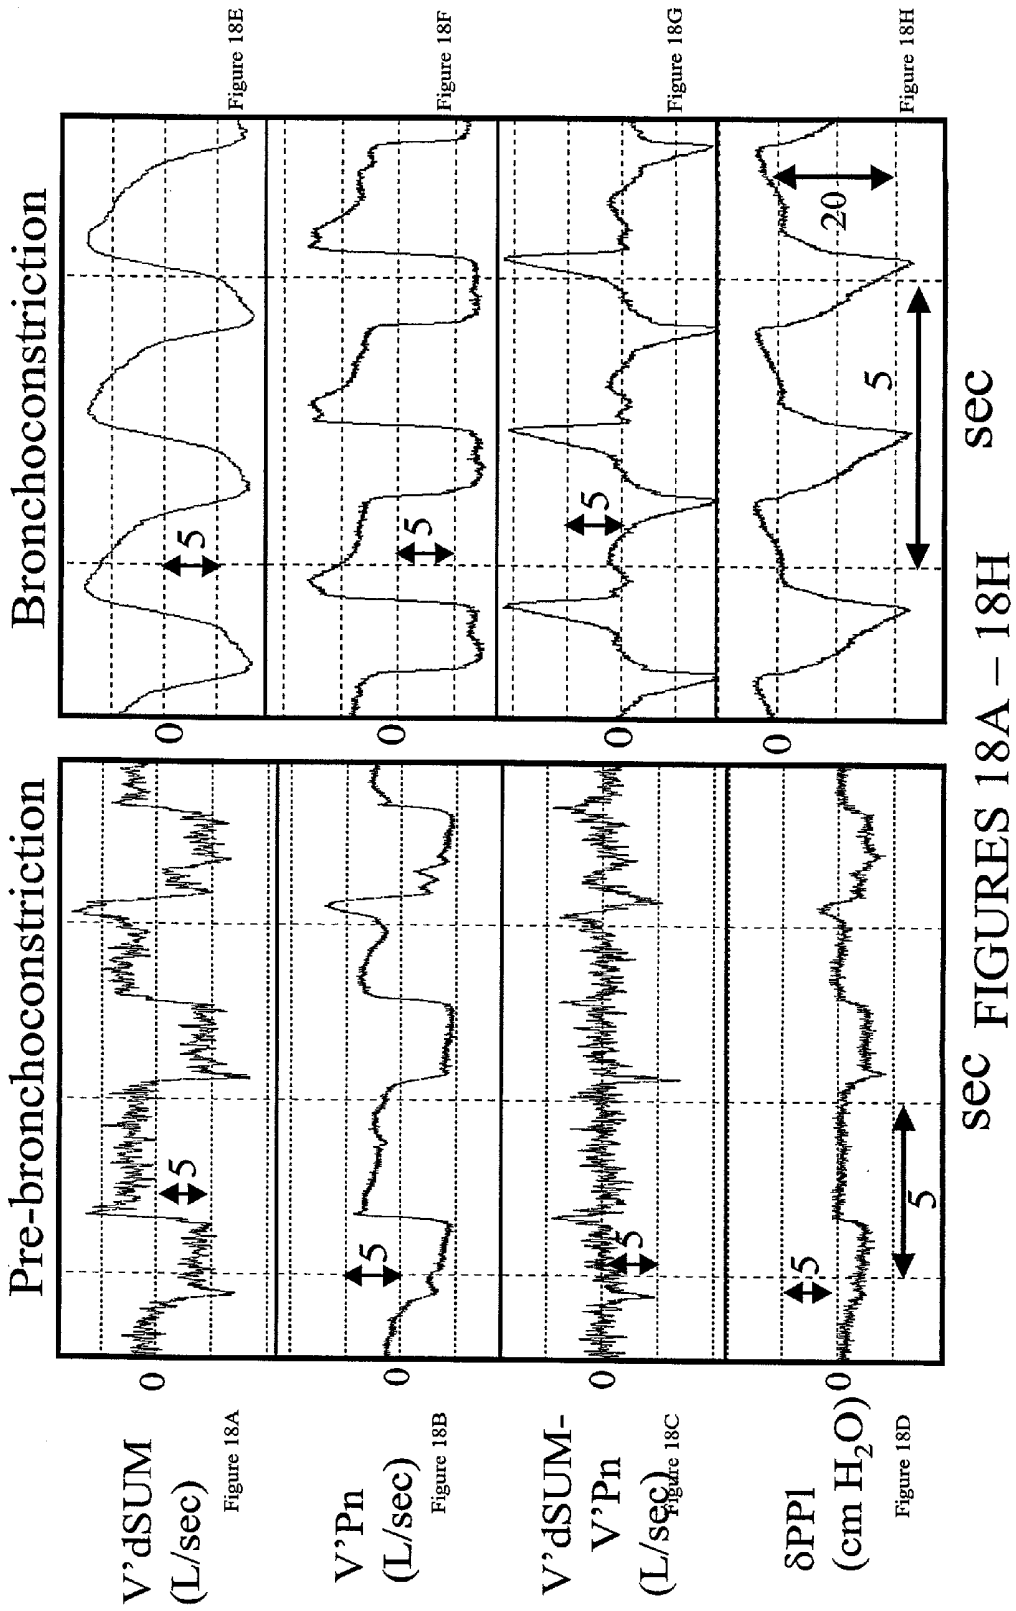 Pre-bronchoconstriction
Bronchoconstriction
V'dSUM
(L/sec)
Figure 18A
0
5
0
5
Figure 18E
V'Pn
(L/sec)
Figure 18B
0
5
0
5
Figure 18F
V'dSUM-
V'Pn
(L/sec)
Figure 18C
0
5
0
5
Figure 18G
δPPl
(cm H₂O)
Figure 18D
0
5
5
0
20
5
Figure 18H
sec
sec
FIGURES 18A – 18H